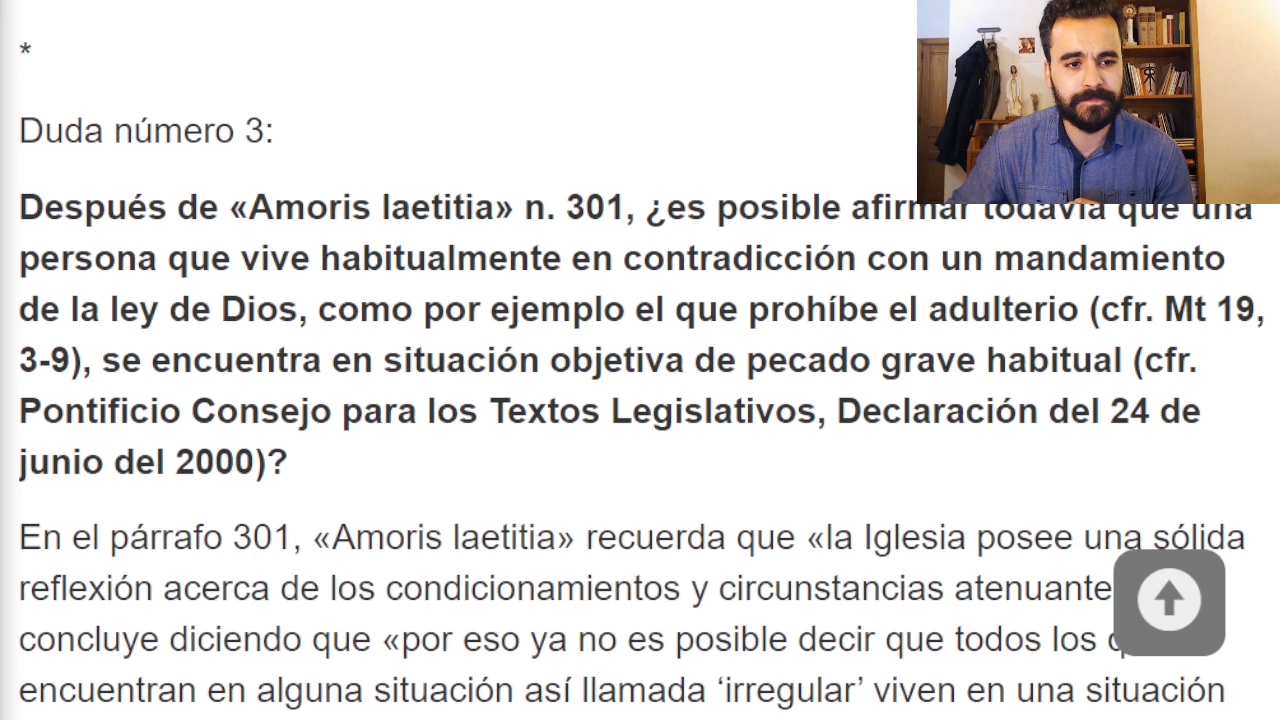 *
Duda número 3:
Después de «Amoris laetitia» n. 301, ¿es posible afirmar todavía que una
persona que vive habitualmente en contradicción con un mandamiento
de la ley de Dios, como por ejemplo el que prohíbe el adulterio (cfr. Mt 19,
3-9), se encuentra en situación objetiva de pecado grave habitual (cfr.
Pontificio Consejo para los Textos Legislativos, Declaración del 24 de
junio del 2000)?
En el párrafo 301, «Amoris laetitia» recuerda que «la Iglesia posee una sólida
reflexión acerca de los condicionamientos y circunstancias atenuante
concluye diciendo que «por eso ya no es posible decir que todos los
encuentran en alguna situación así llamada ‘irregular’ viven en una situación